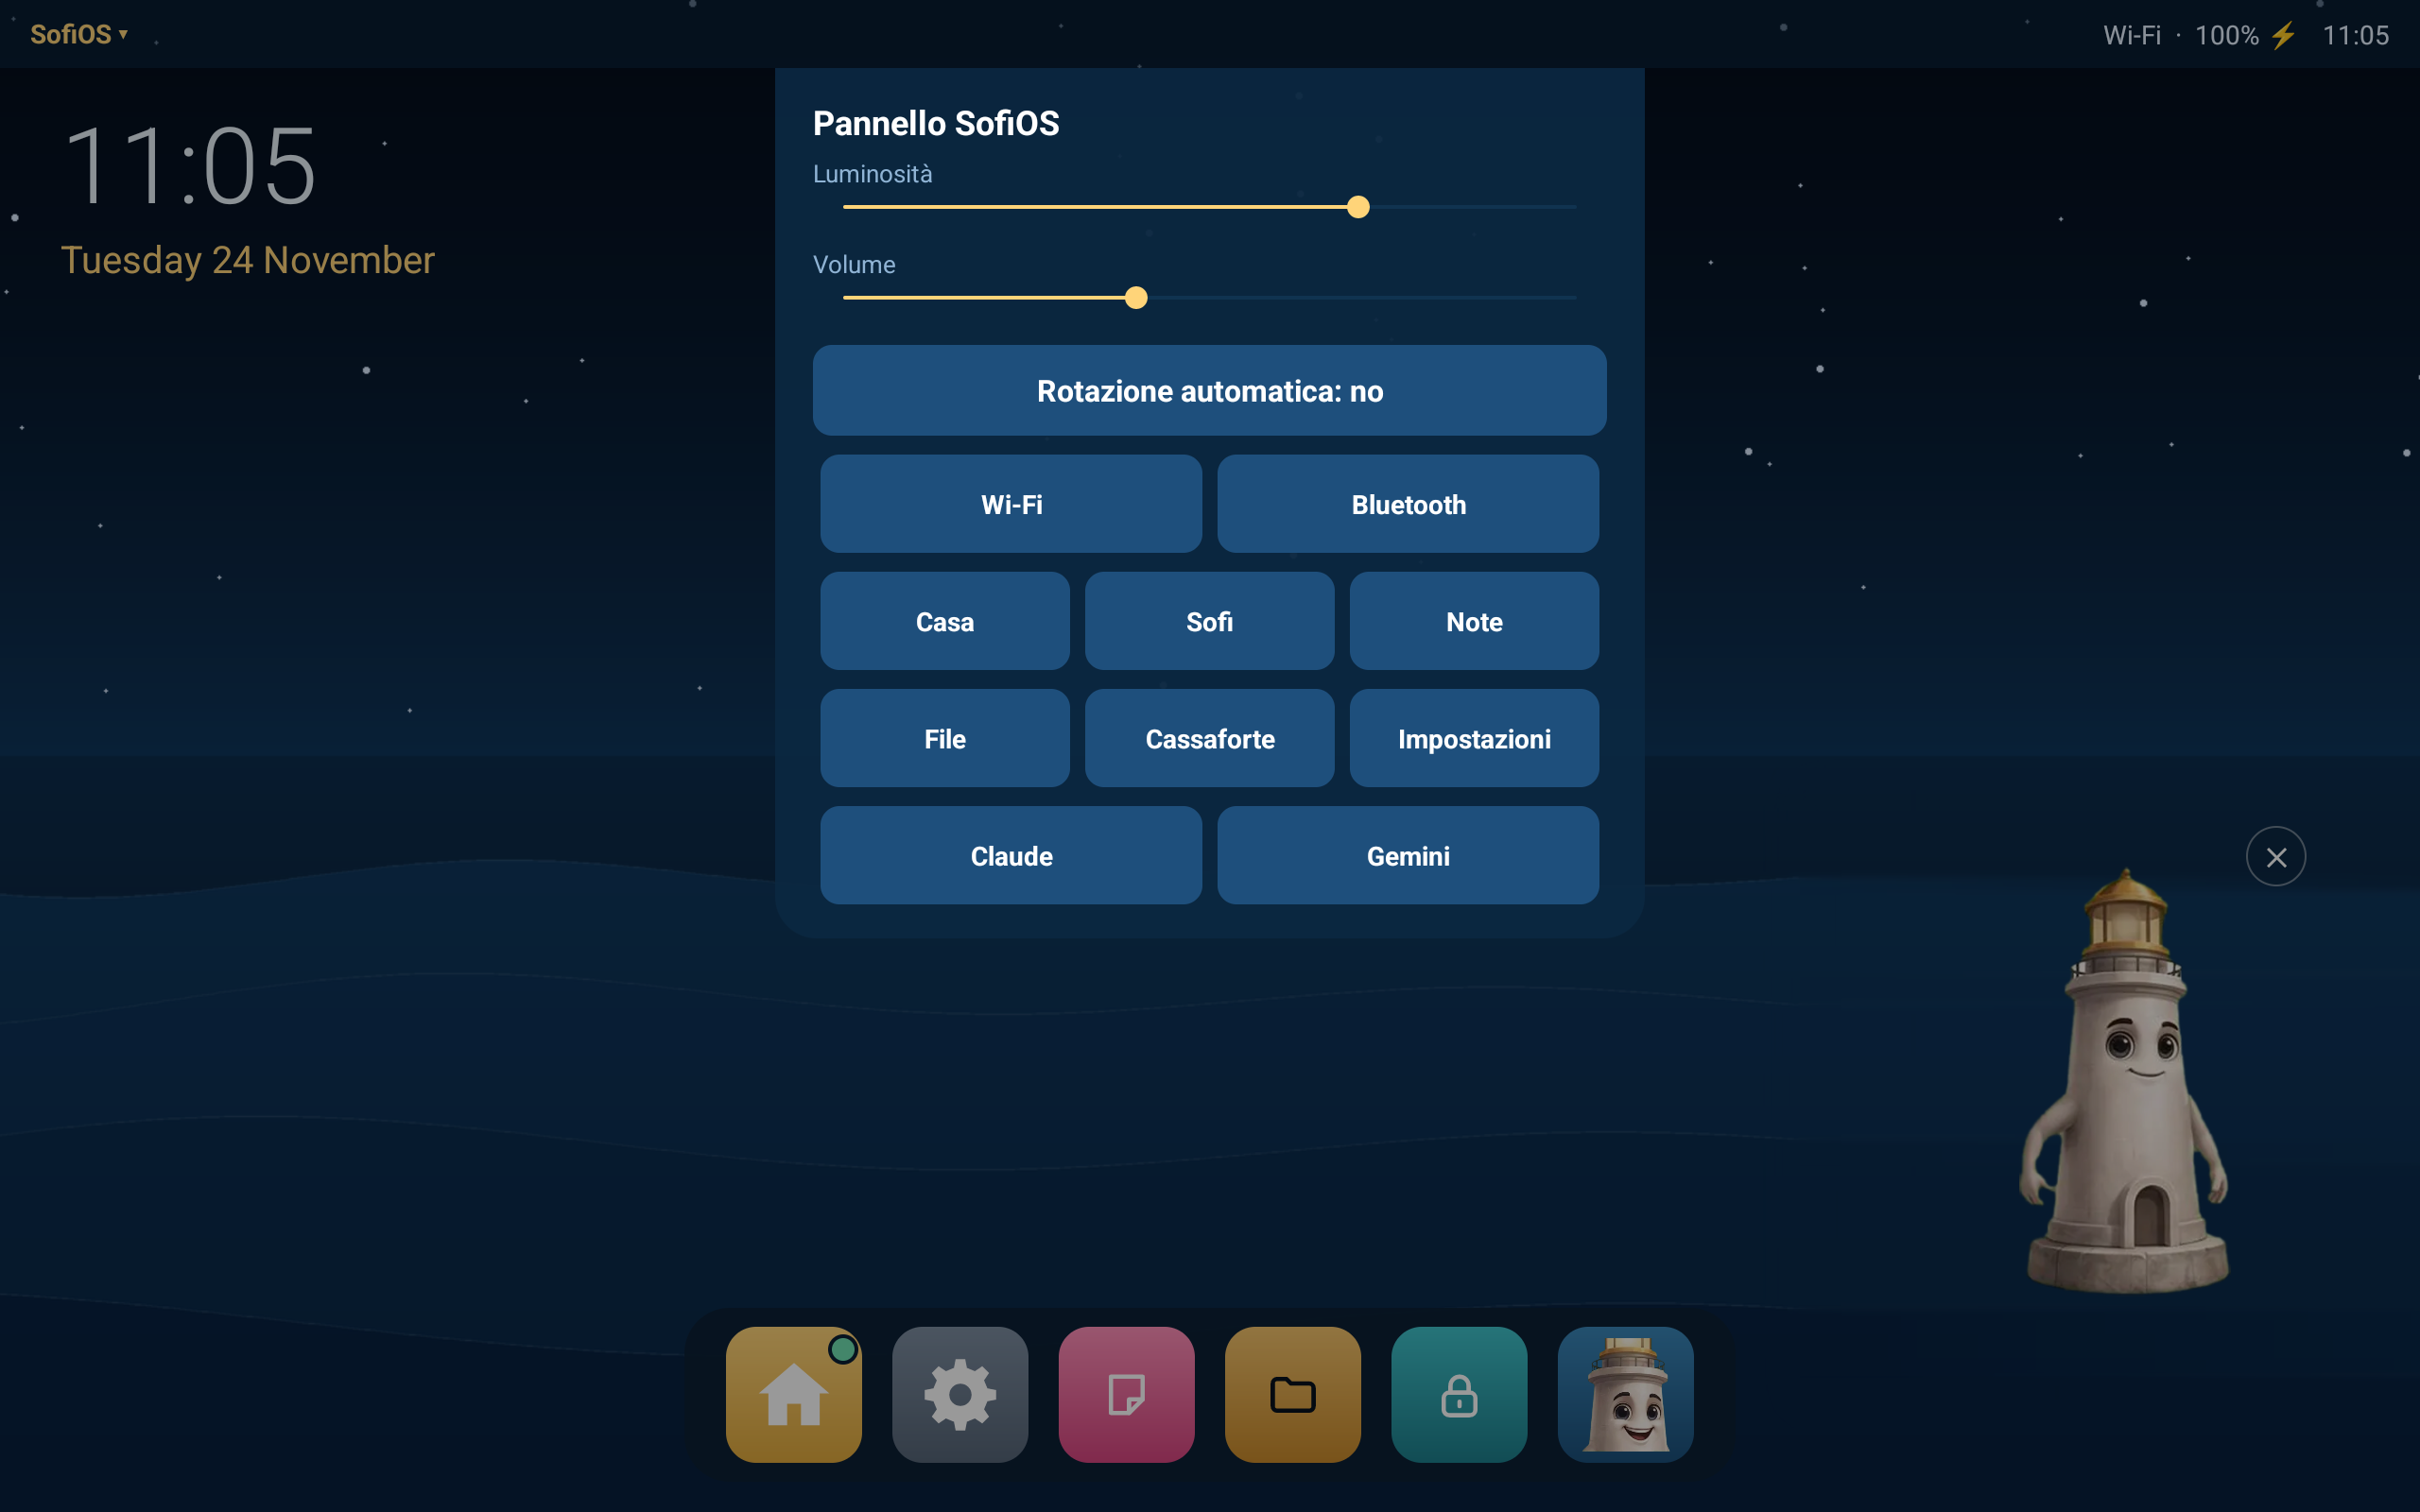 SofiOS ▾
Wi-Fi · 100% ⚡ 11:05
11:05
Tuesday 24 November
Pannello SofiOS
Luminosità
Volume
Rotazione automatica: no
Wi-Fi
Bluetooth
Casa
Sofi
Note
File
Cassaforte
Impostazioni
Claude
Gemini